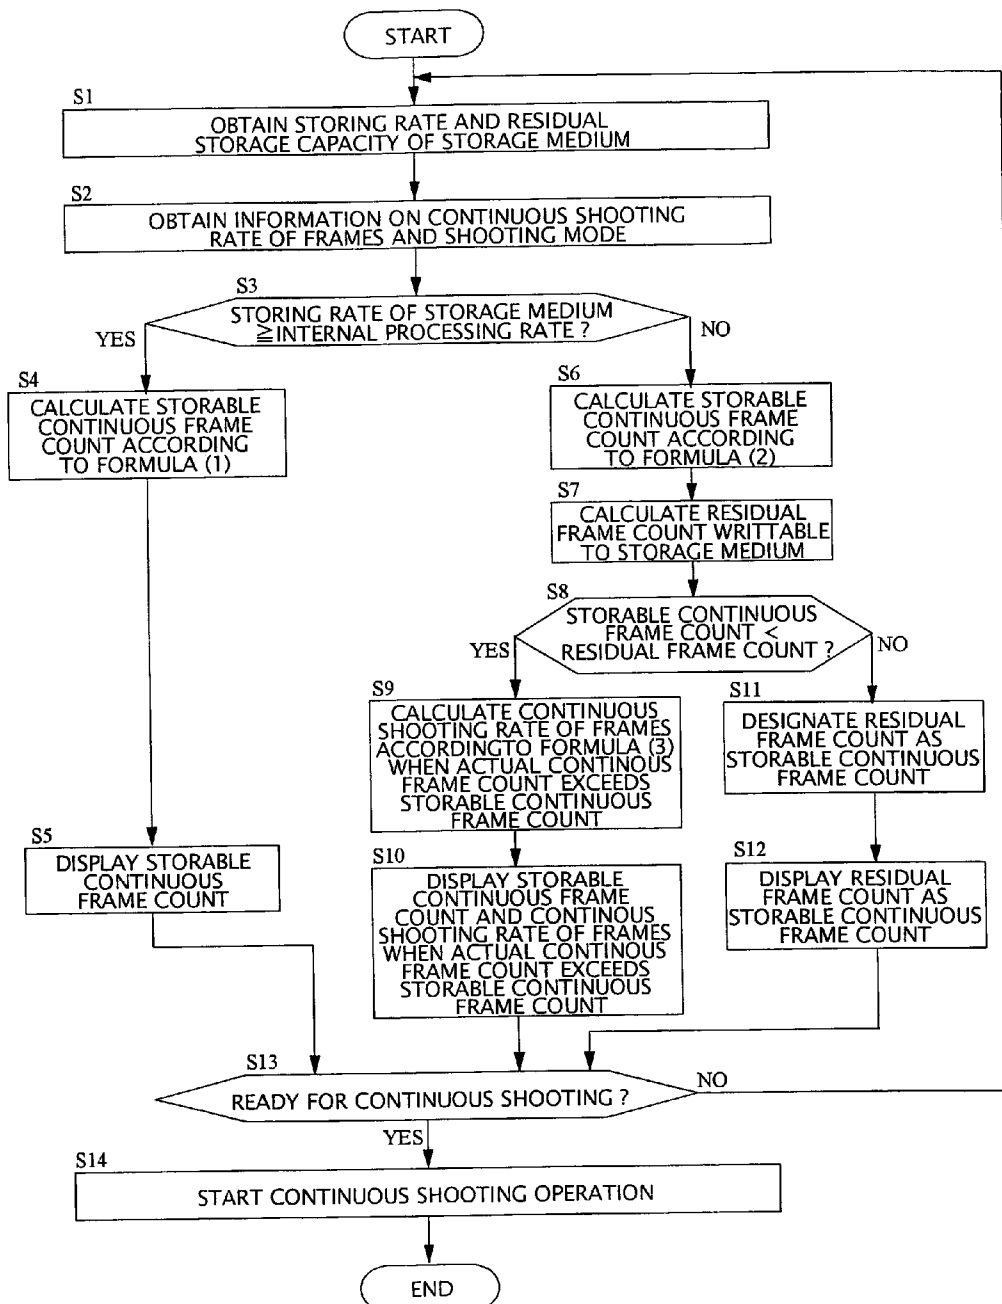 START
S1
OBTAIN STORING RATE AND RESIDUAL
STORAGE CAPACITY OF STORAGE MEDIUM
S2
OBTAIN INFORMATION ON CONTINUOUS SHOOTING
RATE OF FRAMES AND SHOOTING MODE
S3
STORING RATE OF STORAGE MEDIUM
≧INTERNAL PROCESSING RATE ?
YES
NO
S4
CALCULATE STORABLE
CONTINUOUS FRAME
COUNT ACCORDING
TO FORMULA (1)
S6
CALCULATE STORABLE
CONTINUOUS FRAME
COUNT ACCORDING
TO FORMULA (2)
S7
CALCULATE RESIDUAL
FRAME COUNT WRITTABLE
TO STORAGE MEDIUM
S8
STORABLE CONTINUOUS
FRAME COUNT <
RESIDUAL FRAME COUNT ?
YES
NO
S9
CALCULATE CONTINUOUS
SHOOTING RATE OF FRAMES
ACCORDINGTO FORMULA (3)
WHEN ACTUAL CONTINOUS
FRAME COUNT EXCEEDS
STORABLE CONTINUOUS
FRAME COUNT
S11
DESIGNATE RESIDUAL
FRAME COUNT AS
STORABLE CONTINUOUS
FRAME COUNT
S5
DISPLAY STORABLE
CONTINUOUS
FRAME COUNT
S10
DISPLAY STORABLE
CONTINUOUS FRAME
COUNT AND CONTINOUS
SHOOTING RATE OF FRAMES
WHEN ACTUAL CONTINOUS
FRAME COUNT EXCEEDS
STORABLE CONTINUOUS
FRAME COUNT
S12
DISPLAY RESIDUAL
FRAME COUNT AS
STORABLE CONTINUOUS
FRAME COUNT
S13
READY FOR CONTINUOUS SHOOTING ?
NO
YES
S14
START CONTINUOUS SHOOTING OPERATION
END